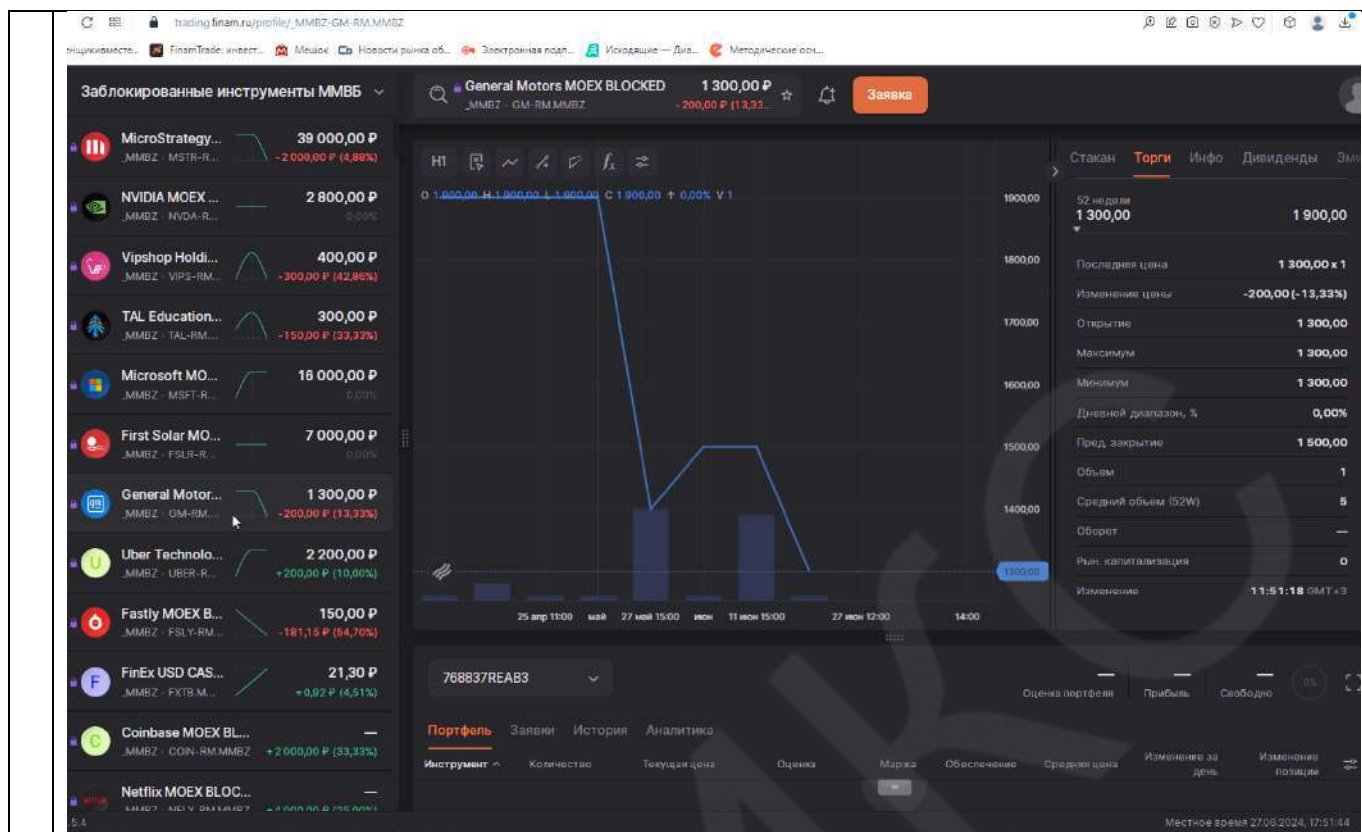 trading.finam.ru/profile/_MMBZ-GM-RM.MMBZ
FinamTrade: инвест... Мешок Новости рынка об... Электронная подп... Исходящие — Диа... Методические осн...
Заблокированные инструменты ММВБ
General Motors MOEX BLOCKED 1 300,00 ₽
_MMBZ · GM-RM.MMBZ -200,00 ₽ (13,33...
Заявка
MicroStrategy... 39 000,00 ₽
_MMBZ · MSTR-R... -2 000,00 ₽ (4,88%)
NVIDIA MOEX ... 2 800,00 ₽
_MMBZ · NVDA-R... 0,00%
Vipshop Holdi... 400,00 ₽
_MMBZ · VIPS-RM... -300,00 ₽ (42,86%)
TAL Education... 300,00 ₽
_MMBZ · TAL-RM.... -150,00 ₽ (33,33%)
Microsoft MO... 16 000,00 ₽
_MMBZ · MSFT-R... 0,00%
First Solar MO... 7 000,00 ₽
_MMBZ · FSLR-R... 0,00%
General Motor... 1 300,00 ₽
_MMBZ · GM-RM.... -200,00 ₽ (13,33%)
Uber Technolo... 2 200,00 ₽
_MMBZ · UBER-R... +200,00 ₽ (10,00%)
Fastly MOEX B... 150,00 ₽
_MMBZ · FSLY-RM... -181,15 ₽ (54,70%)
FinEx USD CAS... 21,30 ₽
_MMBZ · FXTB.M... +0,92 ₽ (4,51%)
Coinbase MOEX BL... —
_MMBZ · COIN-RM.MMBZ +2 000,00 ₽ (33,33%)
Netflix MOEX BLOC... —
H1
O 1 900,00 H 1 900,00 L 1 900,00 C 1 900,00 + 0,00% V 1
1900,00
1800,00
1700,00
1600,00
1500,00
1400,00
1300,00
25 апр 11:00 май 27 май 15:00 июн 11 июн 15:00 27 июн 12:00 14:00
Стакан Торги Инфо Дивиденды Эми
52 недели
1 300,00 1 900,00
Последняя цена 1 300,00 x 1
Изменение цены -200,00 (-13,33%)
Открытие 1 300,00
Максимум 1 300,00
Минимум 1 300,00
Дневной диапазон, % 0,00%
Пред. закрытие 1 500,00
Объем 1
Средний объем (52W) 5
Оборот —
Рын. капитализация 0
Изменение 11:51:18 GMT+3
768837REAB3
Оценка портфеля Прибыль Свободно 0%
Портфель Заявки История Аналитика
Инструмент Количество Текущая цена Оценка Маржа Обеспечение Средняя цена Изменение за день Изменение позиции
5.4
Местное время 27.06.2024, 17:51:44